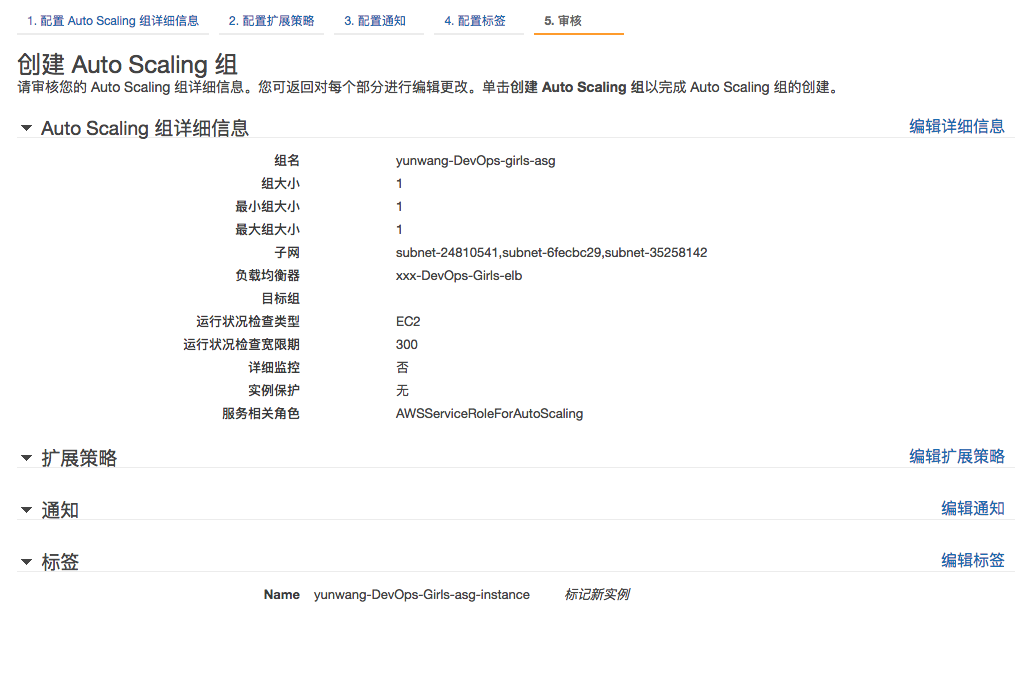 1. 配置 Auto Scaling 组详细信息 2. 配置扩展策略 3. 配置通知 4. 配置标签 5. 审核
创建 Auto Scaling 组
请审核您的 Auto Scaling 组详细信息。您可返回对每个部分进行编辑更改。单击创建 Auto Scaling 组以完成 Auto Scaling 组的创建。
Auto Scaling 组详细信息 编辑详细信息
组名 yunwang-DevOps-girls-asg
组大小 1
最小组大小 1
最大组大小 1
子网 subnet-24810541,subnet-6fecbc29,subnet-35258142
负载均衡器 xxx-DevOps-Girls-elb
目标组
运行状况检查类型 EC2
运行状况检查宽限期 300
详细监控 否
实例保护 无
服务相关角色 AWSServiceRoleForAutoScaling
扩展策略 编辑扩展策略
通知 编辑通知
标签 编辑标签
Name yunwang-DevOps-Girls-asg-instance 标记新实例